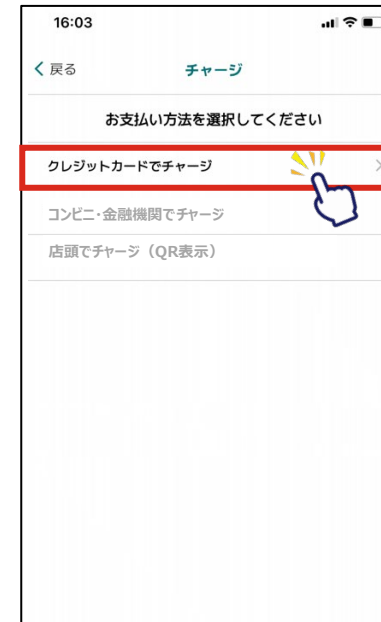 16:03
戻る
チャージ
お支払い方法を選択してください
クレジットカードでチャージ
コンビニ・金融機関でチャージ
店頭でチャージ（QR表示）